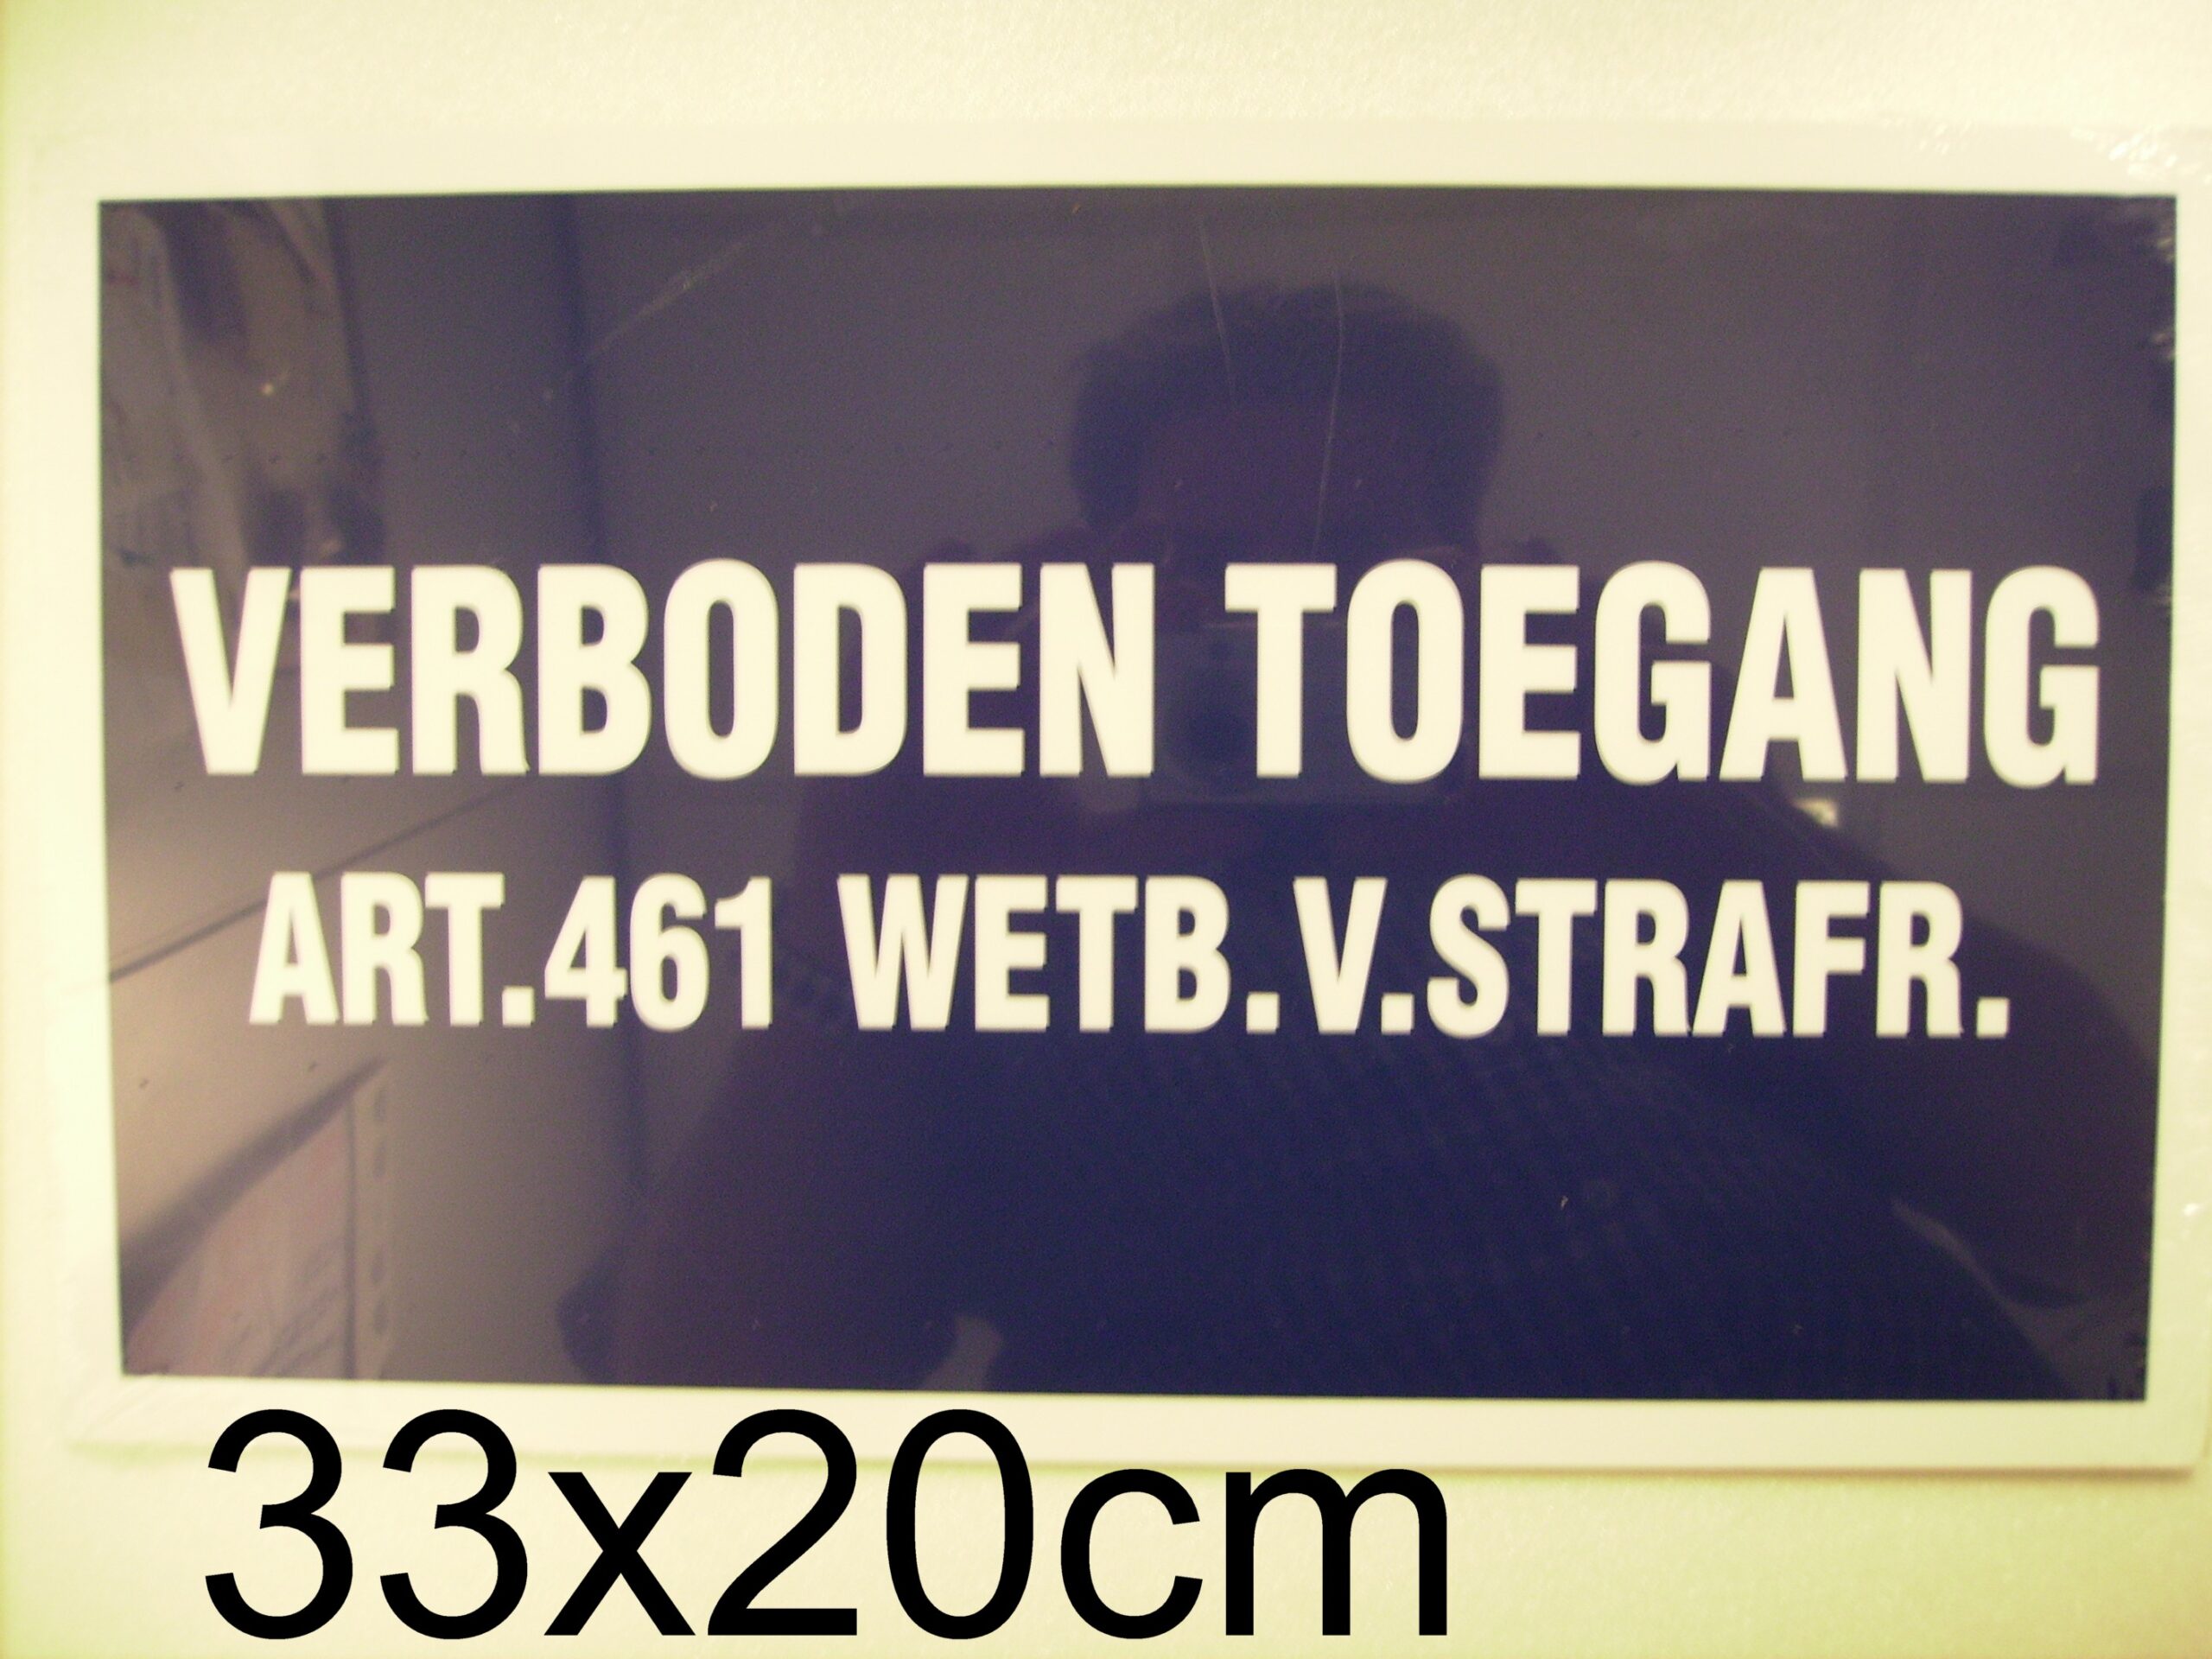 VERBODEN TOEGANG
ART.461 WETB.V.STRAFR.
33x20cm